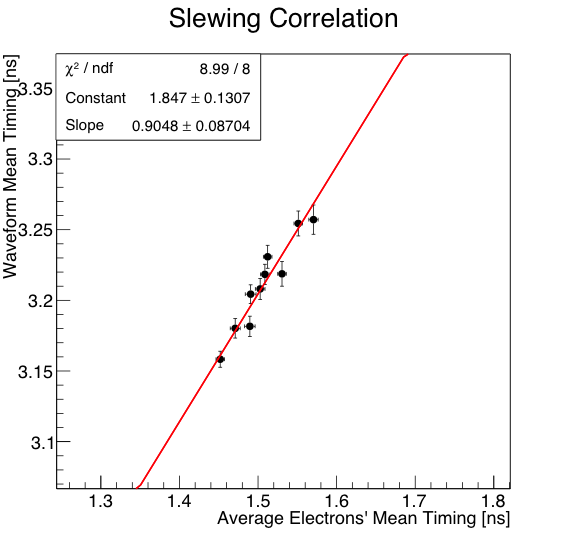 Slewing Correlation
χ² / ndf 8.99 / 8
Constant 1.847 ± 0.1307
Slope 0.9048 ± 0.08704
Waveform Mean Timing [ns]
3.35
3.3
3.25
3.2
3.15
3.1
1.3 1.4 1.5 1.6 1.7 1.8
Average Electrons' Mean Timing [ns]